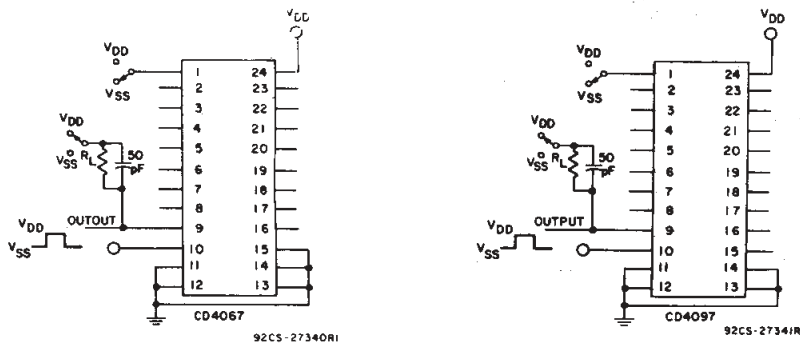 VDD
VDD
VSS
VDD
VSS
RL
50
pF
OUTOUT
VDD
VSS
1
2
3
4
5
6
7
8
9
10
11
12
24
23
22
21
20
19
18
17
16
15
14
13
CD4067
92CS-27340R1
VDD
VDD
VSS
VDD
VSS
RL
50
pF
OUTPUT
VDD
VSS
1
2
3
4
5
6
7
8
9
10
11
12
24
23
22
21
20
19
18
17
16
15
14
13
CD4097
92CS-27341R